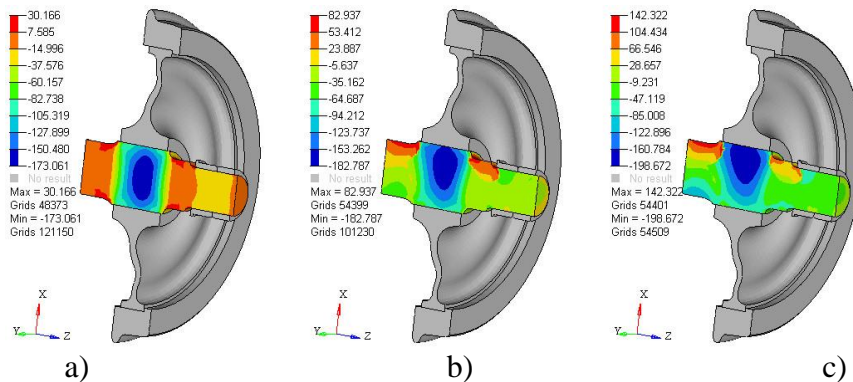 30.166
7.585
-14.996
-37.576
-60.157
-82.738
-105.319
-127.899
-150.480
-173.061
No result
Max = 30.166
Grids 48373
Min = -173.061
Grids 121150
X
Y
Z
a)
82.937
53.412
23.887
-5.637
-35.162
-64.687
-94.212
-123.737
-153.262
-182.787
No result
Max = 82.937
Grids 54399
Min = -182.787
Grids 101230
X
Y
Z
b)
142.322
104.434
66.546
28.657
-9.231
-47.119
-85.008
-122.896
-160.784
-198.672
No result
Max = 142.322
Grids 54401
Min = -198.672
Grids 54509
X
Y
Z
c)